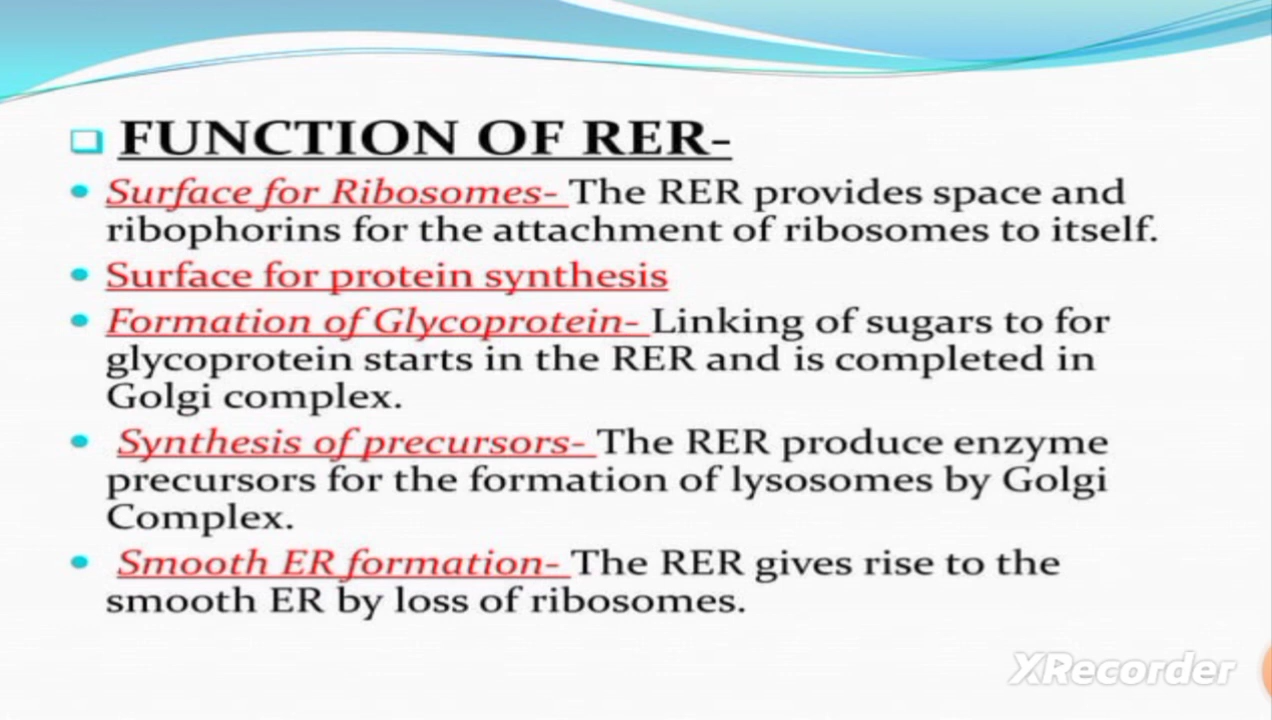 FUNCTION OF RER-
Surface for Ribosomes- The RER provides space and
ribophorins for the attachment of ribosomes to itself.
Surface for protein synthesis
Formation of Glycoprotein- Linking of sugars to for
glycoprotein starts in the RER and is completed in
Golgi complex.
Synthesis of precursors- The RER produce enzyme
precursors for the formation of lysosomes by Golgi
Complex.
Smooth ER formation- The RER gives rise to the
smooth ER by loss of ribosomes.
XRecorder